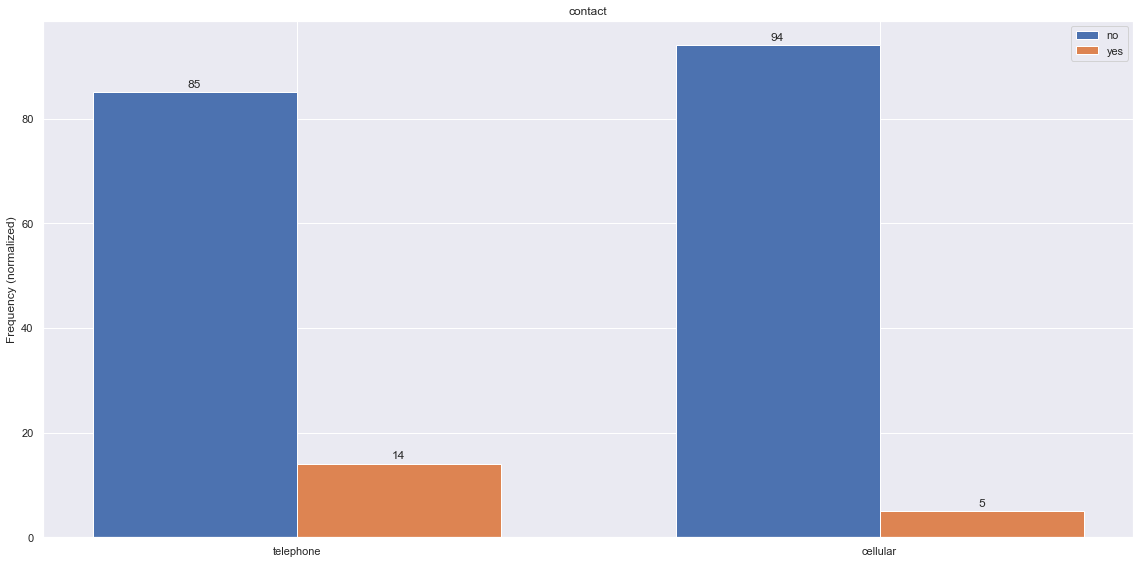 contact
no
yes
Frequency (normalized)
80
60
40
20
0
85
14
94
5
telephone
cellular